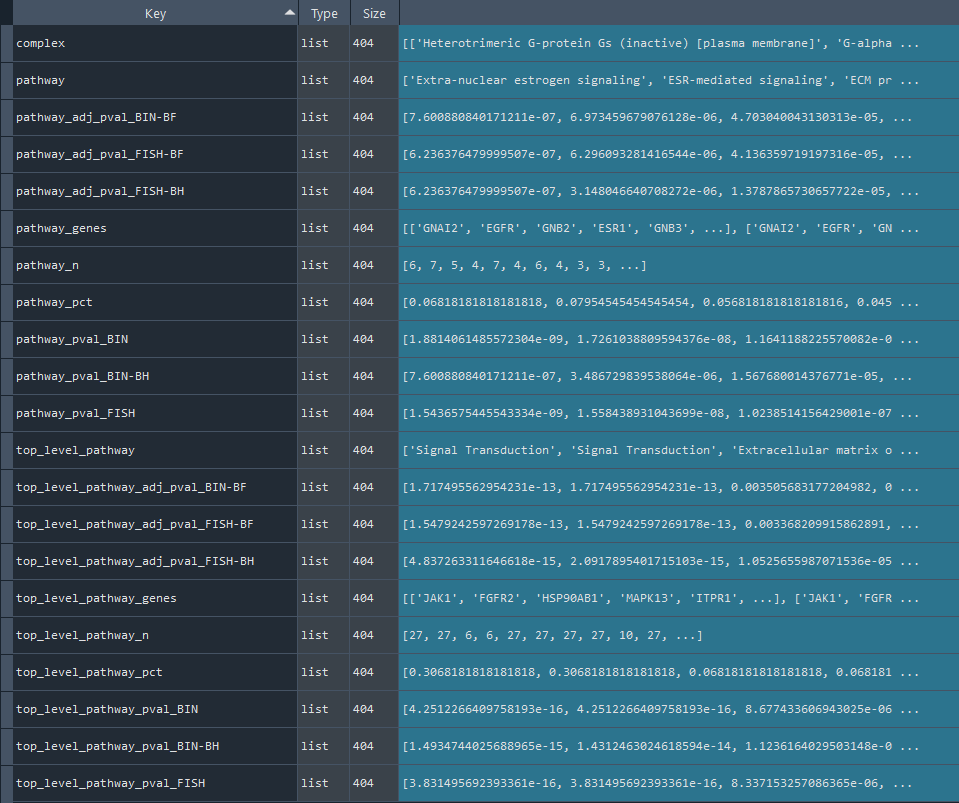 Key Type Size
complex list 404 [['Heterotrimeric G-protein Gs (inactive) [plasma membrane]', 'G-alpha ...
pathway list 404 ['Extra-nuclear estrogen signaling', 'ESR-mediated signaling', 'ECM pr ...
pathway_adj_pval_BIN-BF list 404 [7.600880840171211e-07, 6.973459679076128e-06, 4.703040043130313e-05, ...
pathway_adj_pval_FISH-BF list 404 [6.236376479999507e-07, 6.296093281416544e-06, 4.136359719197316e-05, ...
pathway_adj_pval_FISH-BH list 404 [6.236376479999507e-07, 3.148046640708272e-06, 1.3787865730657722e-05, ...
pathway_genes list 404 [['GNAI2', 'EGFR', 'GNB2', 'ESR1', 'GNB3', ...], ['GNAI2', 'EGFR', 'GN ...
pathway_n list 404 [6, 7, 5, 4, 7, 4, 6, 4, 3, 3, ...]
pathway_pct list 404 [0.06818181818181818, 0.07954545454545454, 0.056818181818181816, 0.045 ...
pathway_pval_BIN list 404 [1.8814061485572304e-09, 1.7261038809594376e-08, 1.1641188225570082e-0 ...
pathway_pval_BIN-BH list 404 [7.600880840171211e-07, 3.486729839538064e-06, 1.567680014376771e-05, ...
pathway_pval_FISH list 404 [1.5436575445543334e-09, 1.558438931043699e-08, 1.0238514156429001e-07 ...
top_level_pathway list 404 ['Signal Transduction', 'Signal Transduction', 'Extracellular matrix o ...
top_level_pathway_adj_pval_BIN-BF list 404 [1.717495562954231e-13, 1.717495562954231e-13, 0.003505683177204982, 0 ...
top_level_pathway_adj_pval_FISH-BF list 404 [1.5479242597269178e-13, 1.5479242597269178e-13, 0.003368209915862891, ...
top_level_pathway_adj_pval_FISH-BH list 404 [4.837263311646618e-15, 2.0917895401715103e-15, 1.0525655987071536e-05 ...
top_level_pathway_genes list 404 [['JAK1', 'FGFR2', 'HSP90AB1', 'MAPK13', 'ITPR1', ...], ['JAK1', 'FGFR ...
top_level_pathway_n list 404 [27, 27, 6, 6, 27, 27, 27, 27, 10, 27, ...]
top_level_pathway_pct list 404 [0.3068181818181818, 0.3068181818181818, 0.06818181818181818, 0.068181 ...
top_level_pathway_pval_BIN list 404 [4.2512266409758193e-16, 4.2512266409758193e-16, 8.677433606943025e-06 ...
top_level_pathway_pval_BIN-BH list 404 [1.4934744025688965e-15, 1.4312463024618594e-14, 1.1236164029503148e-0 ...
top_level_pathway_pval_FISH list 404 [3.831495692393361e-16, 3.831495692393361e-16, 8.337153257086365e-06, ...